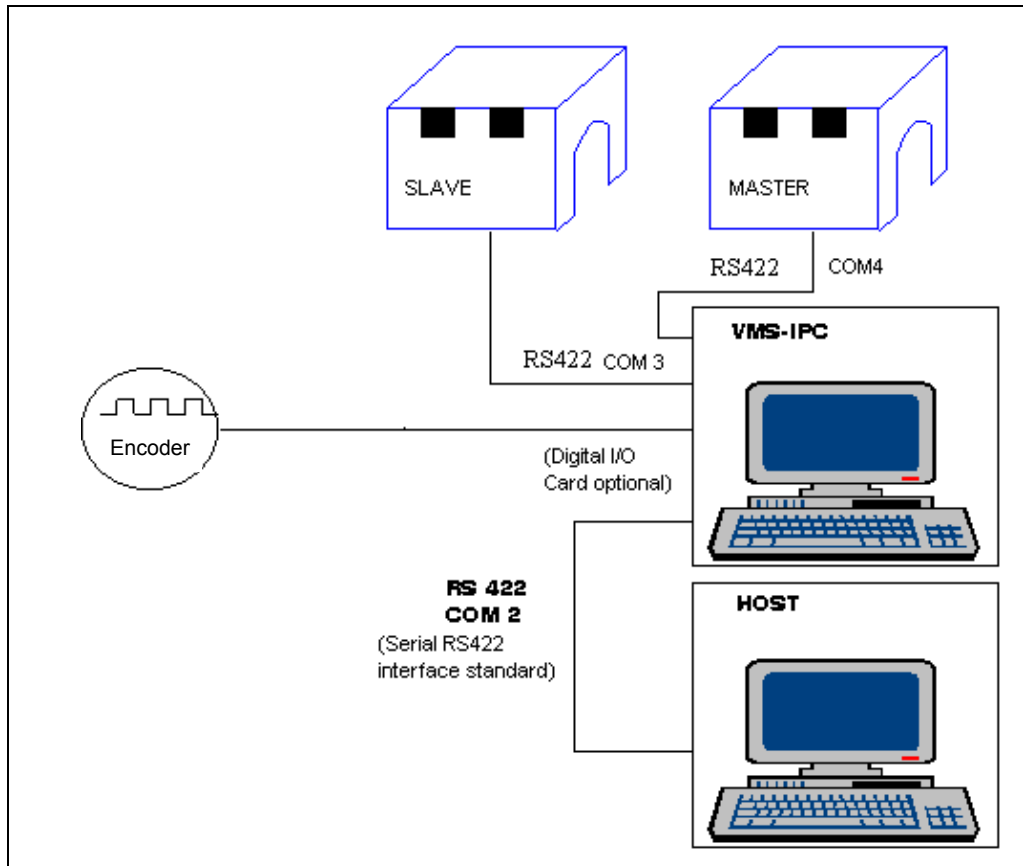 SLAVE
MASTER
RS422
COM4
VMS-IPC
RS422 COM 3
Encoder
(Digital I/O
Card optional)
RS 422
COM 2
(Serial RS422
interface standard)
HOST